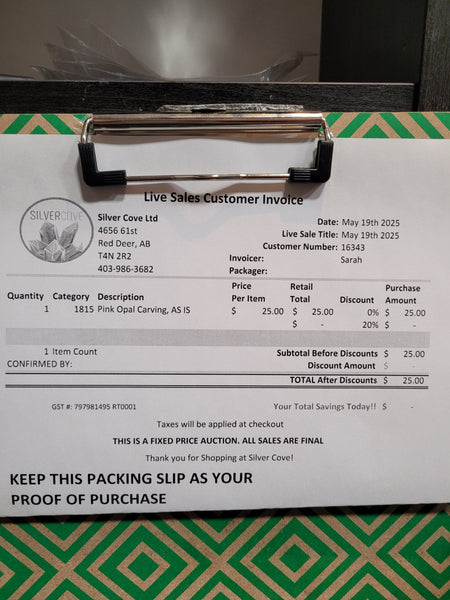 Live Sales Customer Invoice
SILVERCOVE
Silver Cove Ltd
4656 61st
Red Deer, AB
T4N 2R2
403-986-3682
Date: May 19th 2025
Live Sale Title: May 19th 2025
Customer Number: 16343
Invoicer: Sarah
Packager:
Quantity Category Description Price Per Item Retail Total Discount Purchase Amount
1 1815 Pink Opal Carving, AS IS $ 25.00 $ 25.00 0% $ 25.00
$ - 20% $ -
1 Item Count Subtotal Before Discounts $ 25.00
CONFIRMED BY: Discount Amount $ -
TOTAL After Discounts $ 25.00
GST #: 797981495 RT0001 Your Total Savings Today!! $ -
Taxes will be applied at checkout
THIS IS A FIXED PRICE AUCTION. ALL SALES ARE FINAL
Thank you for Shopping at Silver Cove!
KEEP THIS PACKING SLIP AS YOUR
PROOF OF PURCHASE